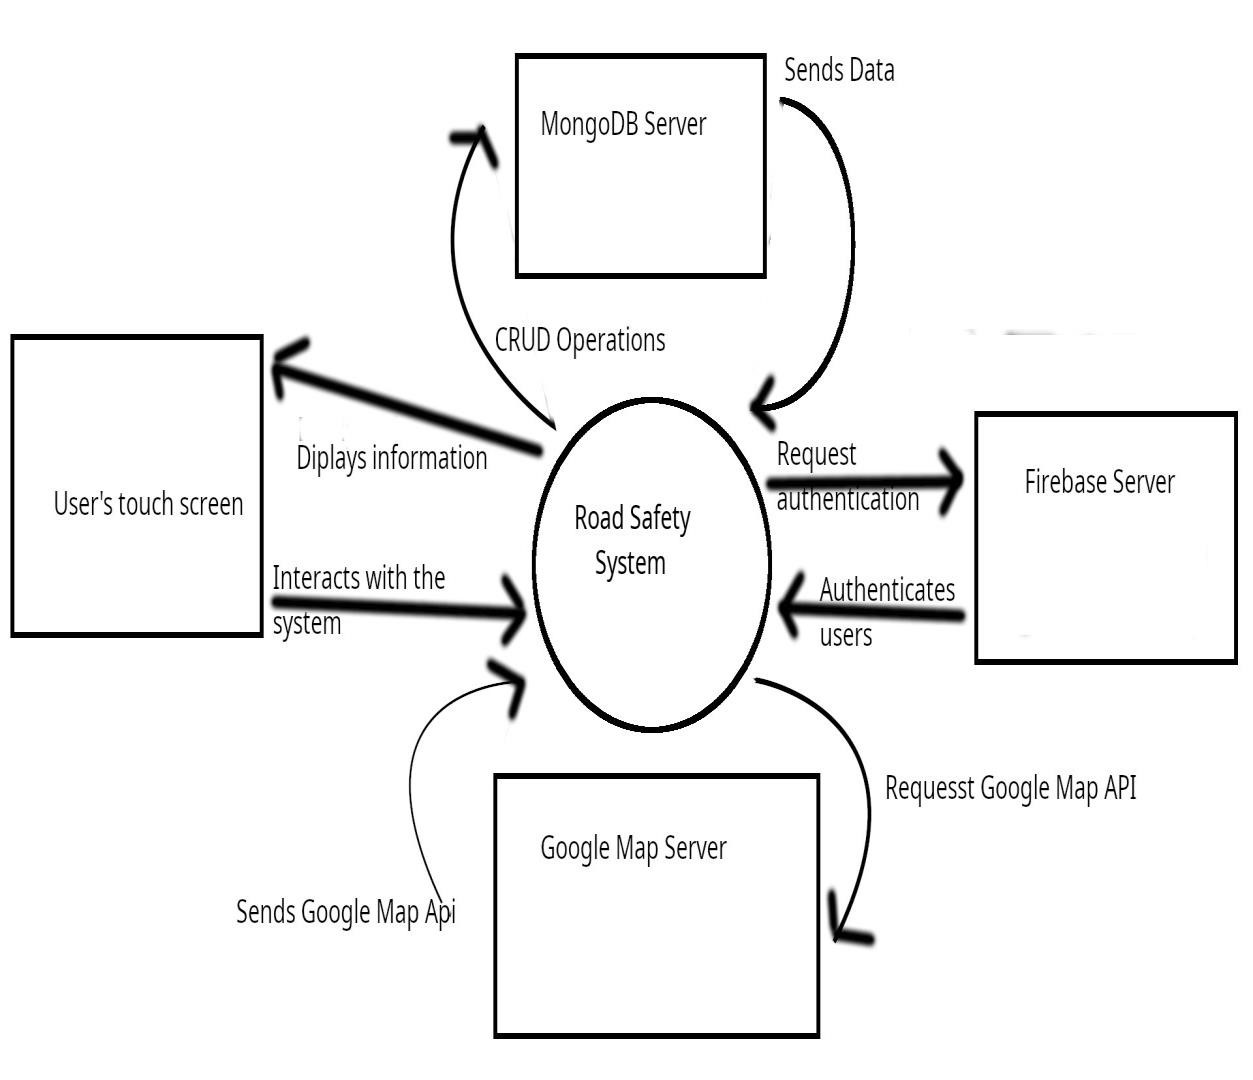 Sends Data
MongoDB Server
CRUD Operations
Diplays information
User's touch screen
Request
authentication
Firebase Server
Road Safety
System
Interacts with the
system
Authenticates
users
Requesst Google Map API
Google Map Server
Sends Google Map Api